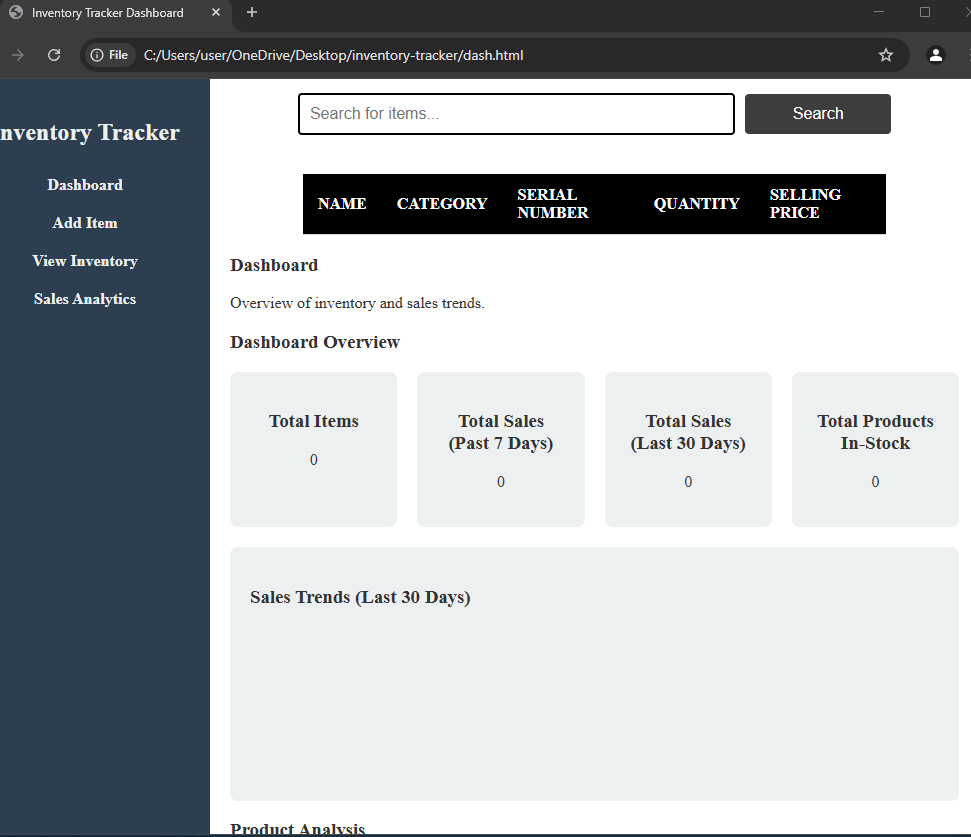 Inventory Tracker Dashboard
File C:/Users/user/OneDrive/Desktop/inventory-tracker/dash.html
nventory Tracker
Dashboard
Add Item
View Inventory
Sales Analytics
Search for items...
Search
NAME CATEGORY SERIAL NUMBER QUANTITY SELLING PRICE
Dashboard
Overview of inventory and sales trends.
Dashboard Overview
Total Items
0
Total Sales
(Past 7 Days)
0
Total Sales
(Last 30 Days)
0
Total Products
In-Stock
0
Sales Trends (Last 30 Days)
Product Analysis